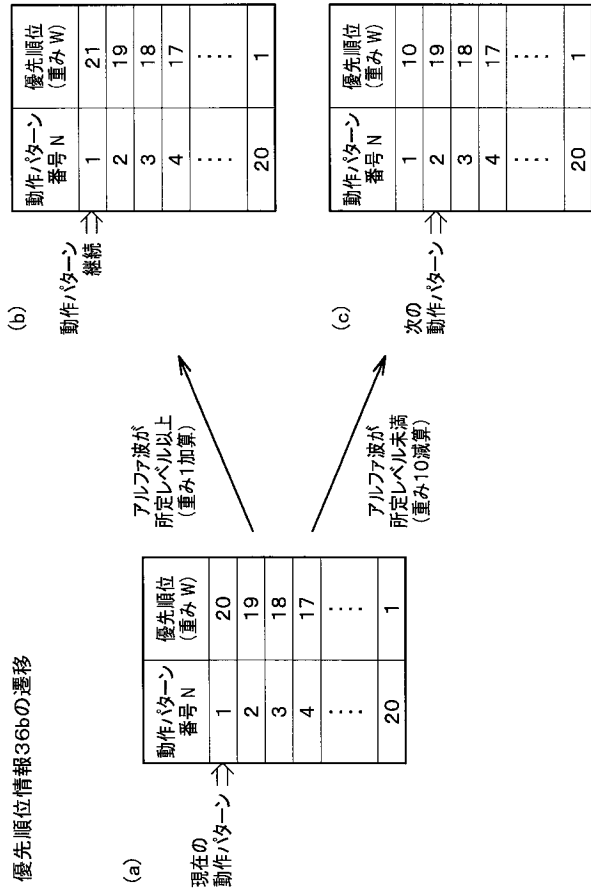 優先順位情報36bの遷移
(a)
現在の
動作パターン
動作パターン
番号 N
優先順位
(重み W)
1 20
2 19
3 18
4 17
⋮ ⋮
20 1
アルファ波が
所定レベル以上
(重み1加算)
アルファ波が
所定レベル未満
(重み10減算)
(b)
動作パターン
継続
動作パターン
番号 N
優先順位
(重み W)
1 21
2 19
3 18
4 17
⋮ ⋮
20 1
(c)
次の
動作パターン
動作パターン
番号 N
優先順位
(重み W)
1 10
2 19
3 18
4 17
⋮ ⋮
20 1